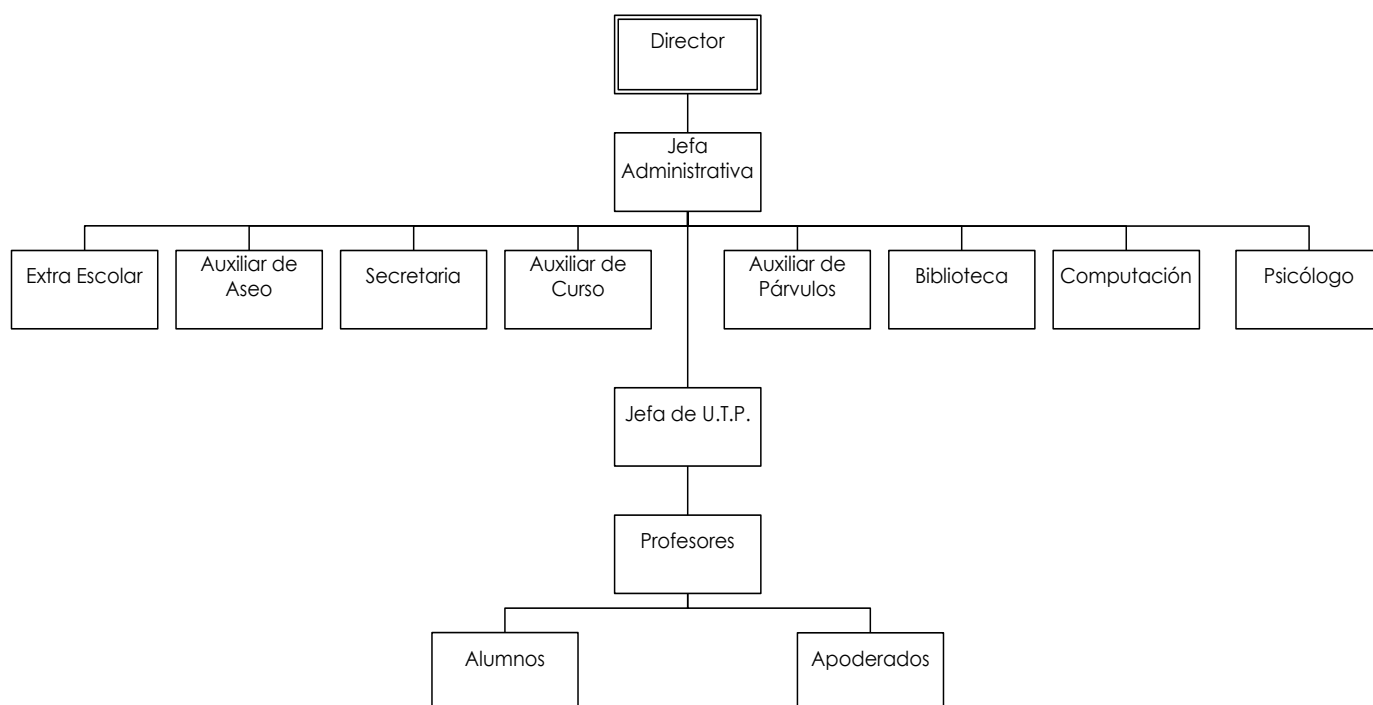 Director
Jefa
Administrativa
Extra Escolar
Auxiliar de
Aseo
Secretaria
Auxiliar de
Curso
Auxiliar de
Párvulos
Biblioteca
Computación
Psicólogo
Jefa de U.T.P.
Profesores
Alumnos
Apoderados